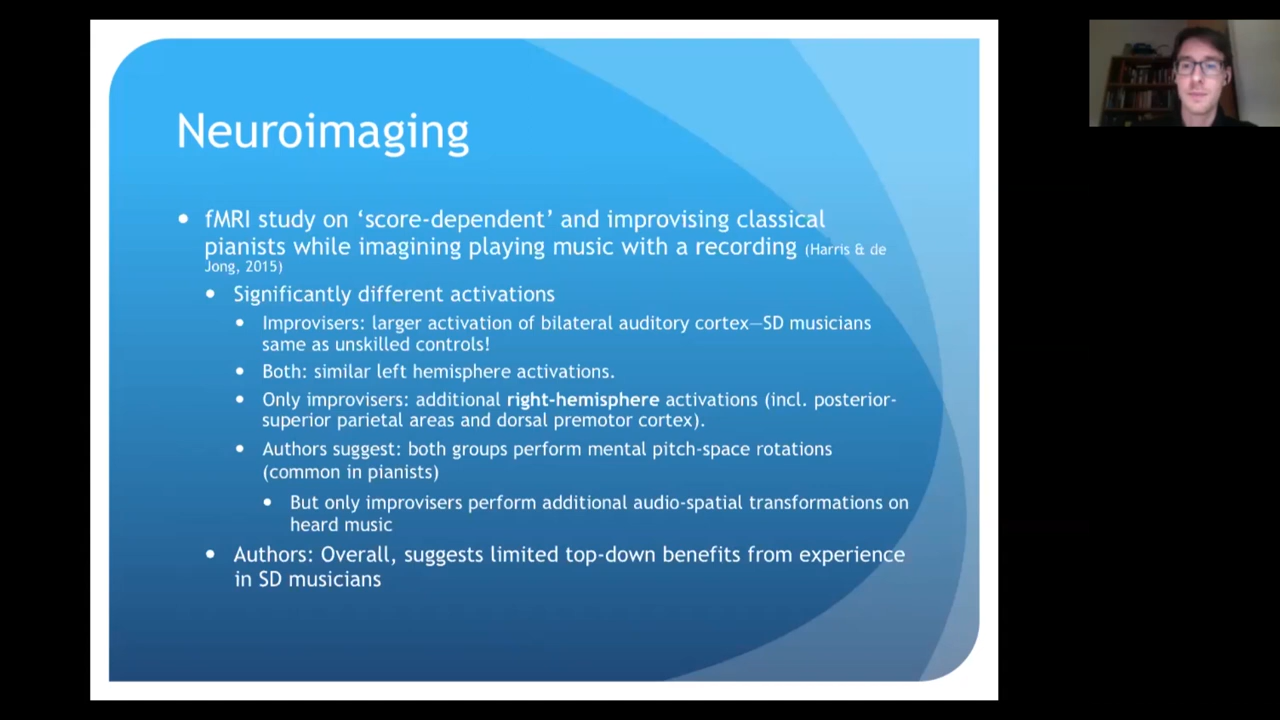 Neuroimaging
• fMRI study on ‘score-dependent’ and improvising classical
pianists while imagining playing music with a recording (Harris & de
Jong, 2015)
• Significantly different activations
• Improvisers: larger activation of bilateral auditory cortex—SD musicians
same as unskilled controls!
• Both: similar left hemisphere activations.
• Only improvisers: additional right-hemisphere activations (incl. posterior-
superior parietal areas and dorsal premotor cortex).
• Authors suggest: both groups perform mental pitch-space rotations
(common in pianists)
• But only improvisers perform additional audio-spatial transformations on
heard music
• Authors: Overall, suggests limited top-down benefits from experience
in SD musicians